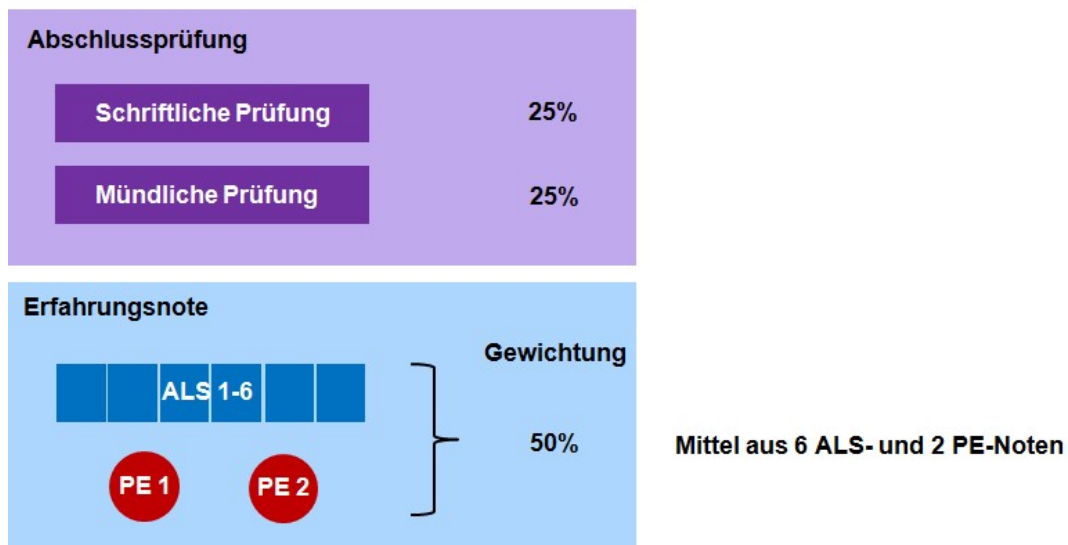 Abschlussprüfung
Schriftliche Prüfung 25%
Mündliche Prüfung 25%
Erfahrungsnote
Gewichtung
ALS 1-6
50% Mittel aus 6 ALS- und 2 PE-Noten
PE 1 PE 2